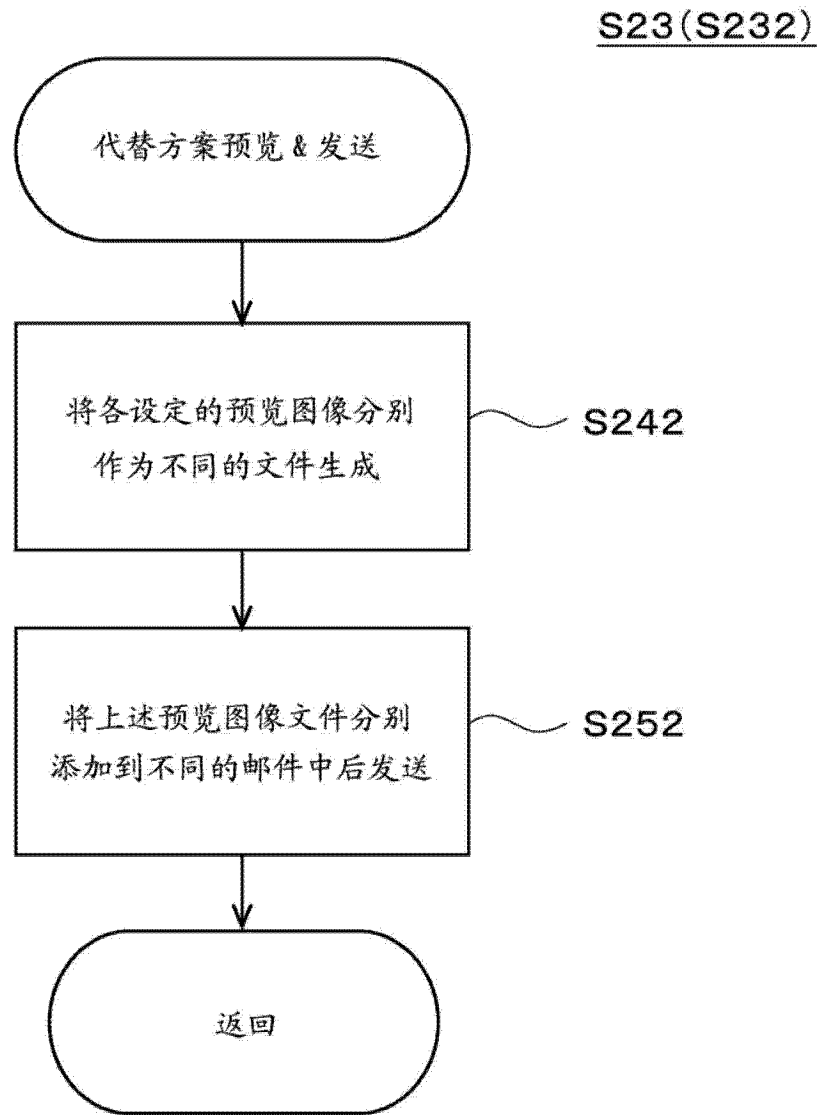 S23(S232)
代替方案预览&发送
将各设定的预览图像分别
作为不同的文件生成
S242
将上述预览图像文件分别
添加到不同的邮件中后发送
S252
返回